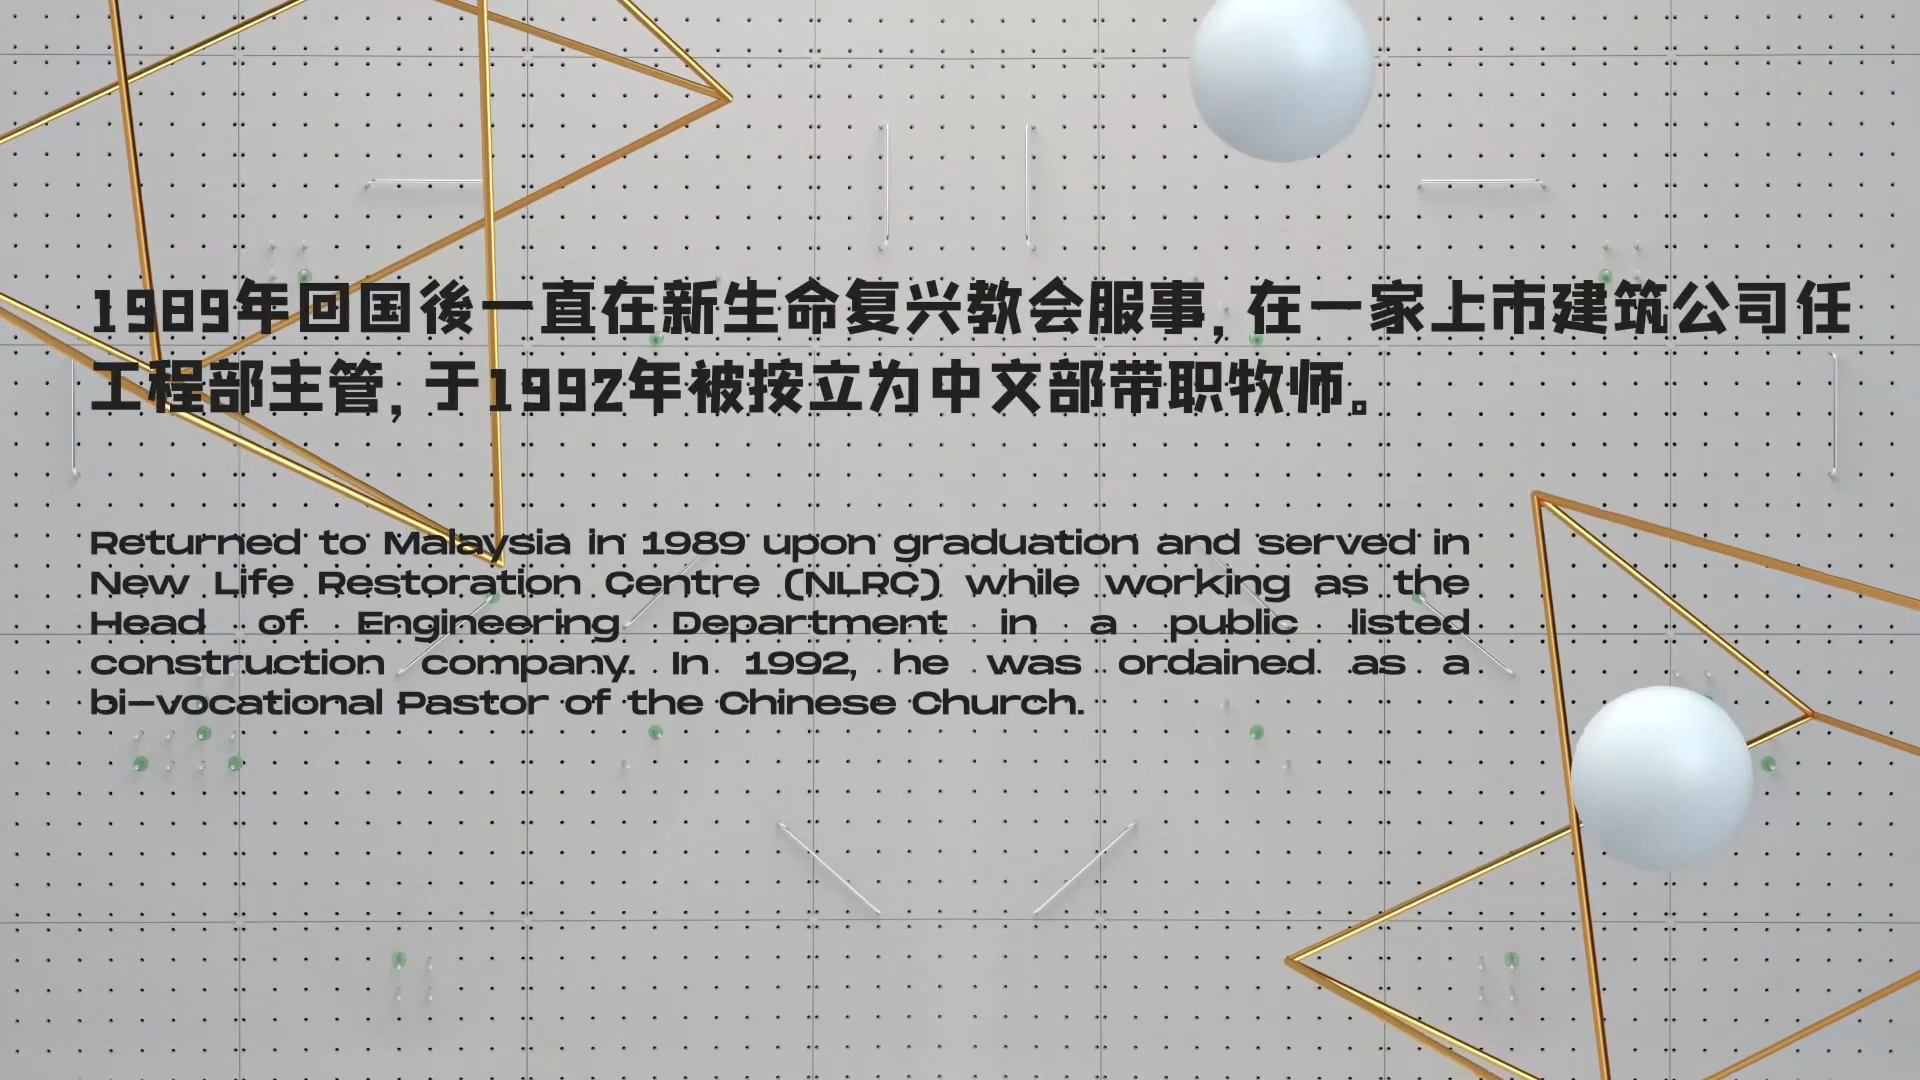 1989年回国後一直在新生命复兴教会服事, 在一家上市建筑公司任
工程部主管, 于1992年被按立为中文部带职牧师。
Returned to Malaysia in 1989 upon graduation and served in
New Life Restoration Centre (NLRC) while working as the
Head of Engineering Department in a public listed
construction company. In 1992, he was ordained as a
bi-vocational Pastor of the Chinese Church.